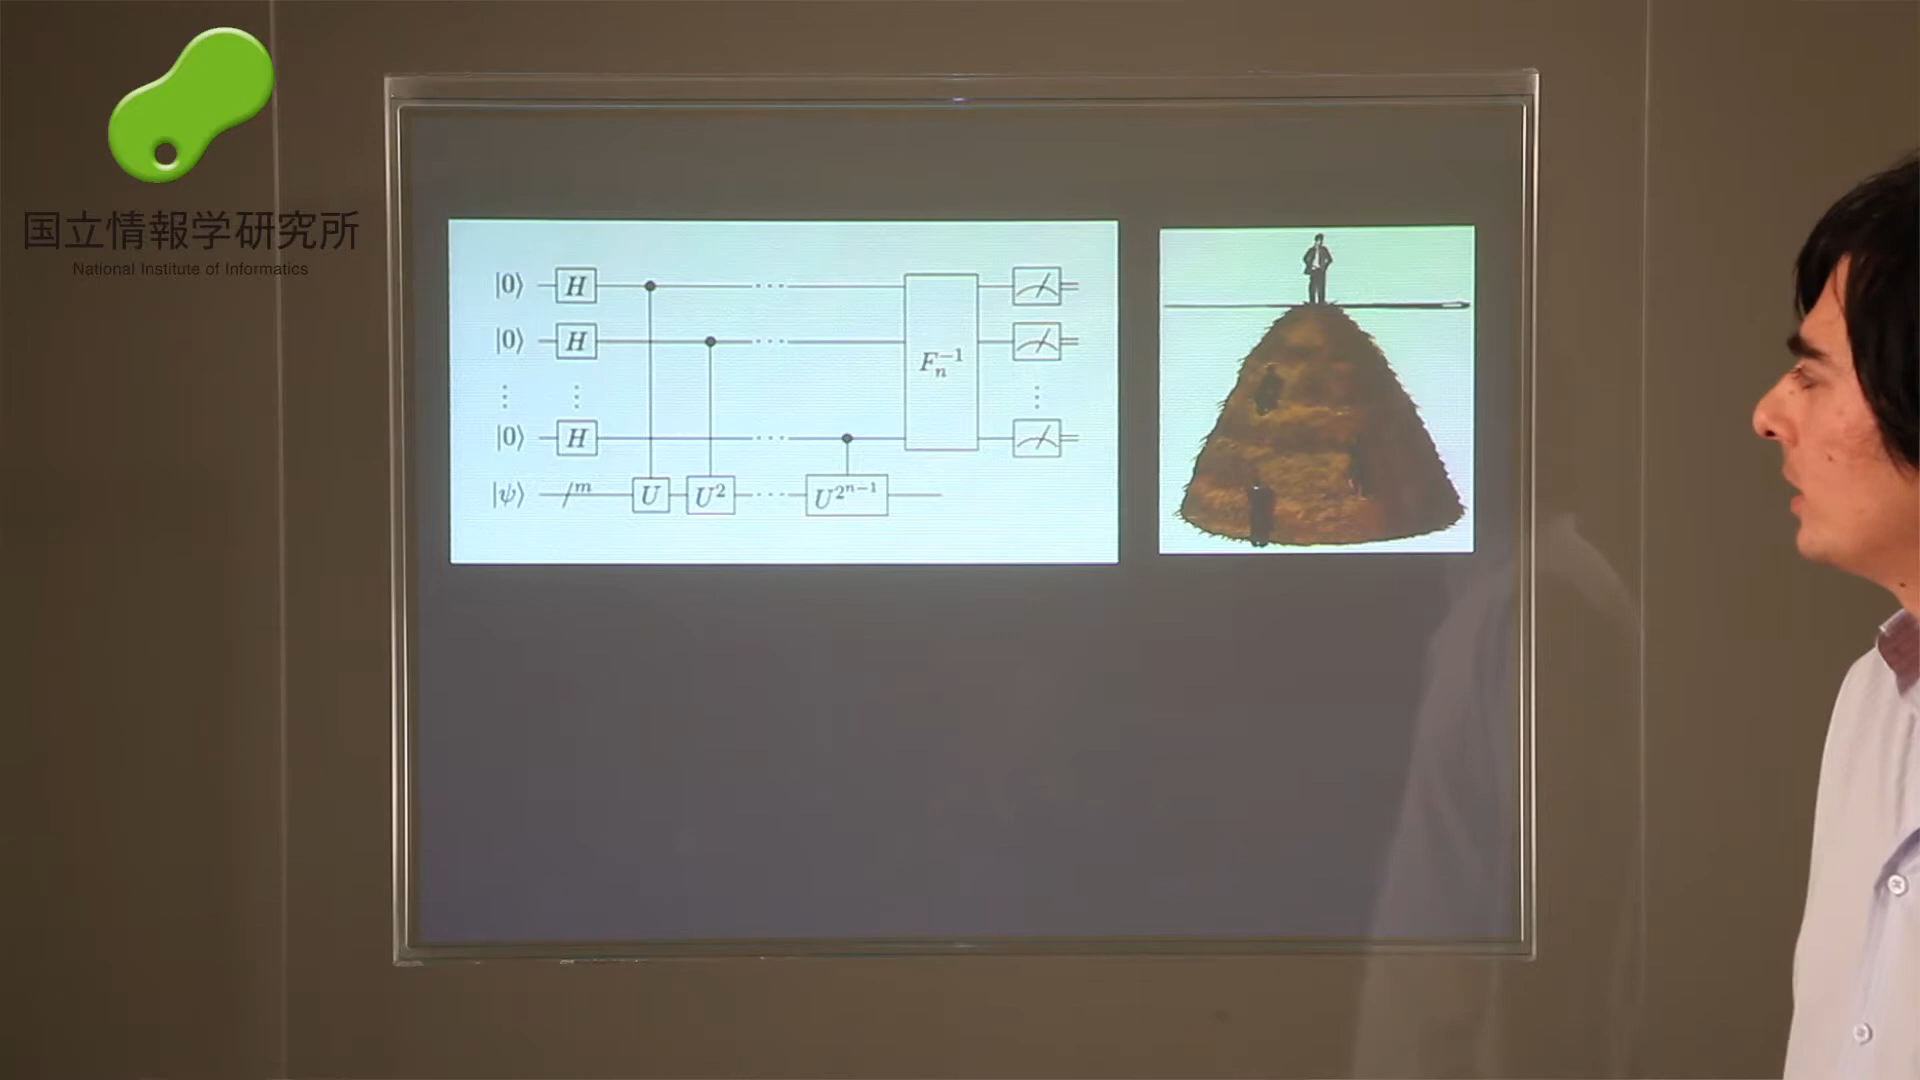 国立情報学研究所
National Institute of Informatics
|0⟩ H
|0⟩ H
F_n^{-1}
|0⟩ H
|ψ⟩ /^m U U^2 ... U^{2^{n-1}}